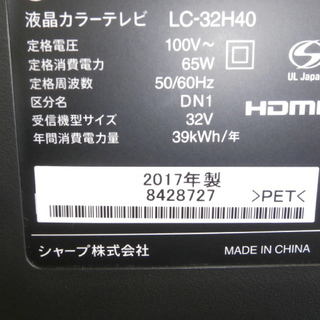 液晶カラーテレビ LC-32H40
定格電圧 100V~
定格消費電力 65W
定格周波数 50/60Hz
区分名 DN1
受信機型サイズ 32V
年間消費電力量 39kWh/年
UL Japa
HDMI
2017年製
8428727
>PET<
シャープ株式会社 MADE IN CHINA